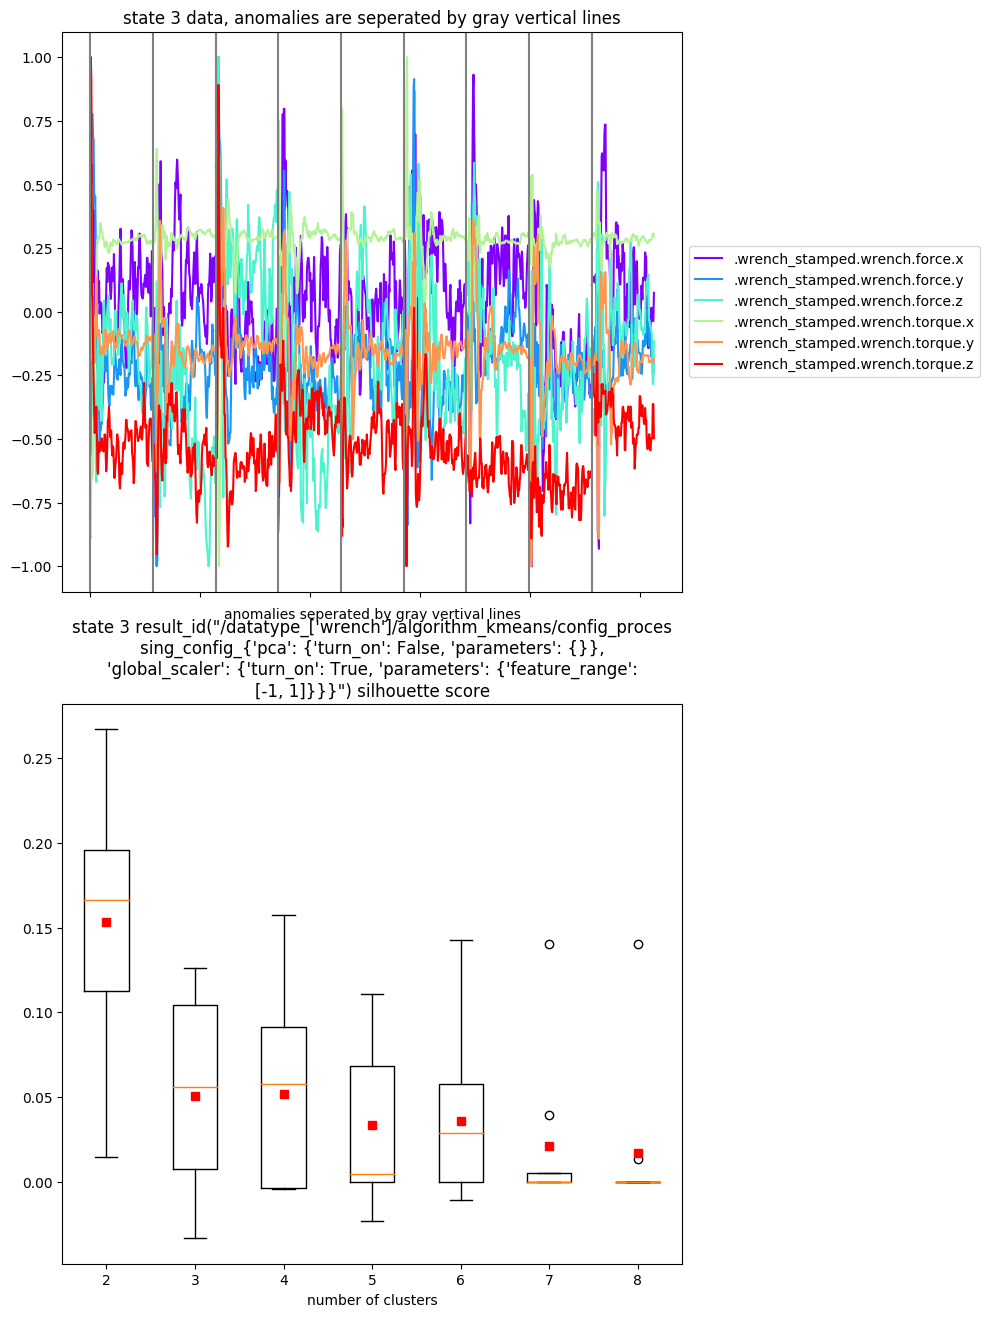 state 3 data, anomalies are seperated by gray vertical lines
1.00
0.75
0.50
0.25
0.00
−0.25
−0.50
−0.75
−1.00
.wrench_stamped.wrench.force.x
.wrench_stamped.wrench.force.y
.wrench_stamped.wrench.force.z
.wrench_stamped.wrench.torque.x
.wrench_stamped.wrench.torque.y
.wrench_stamped.wrench.torque.z
anomalies seperated by gray vertival lines
state 3 result_id("/datatype_['wrench']/algorithm_kmeans/config_proces
sing_config_{'pca': {'turn_on': False, 'parameters': {}},
'global_scaler': {'turn_on': True, 'parameters': {'feature_range':
[-1, 1]}}}") silhouette score
0.25
0.20
0.15
0.10
0.05
0.00
2 3 4 5 6 7 8
number of clusters